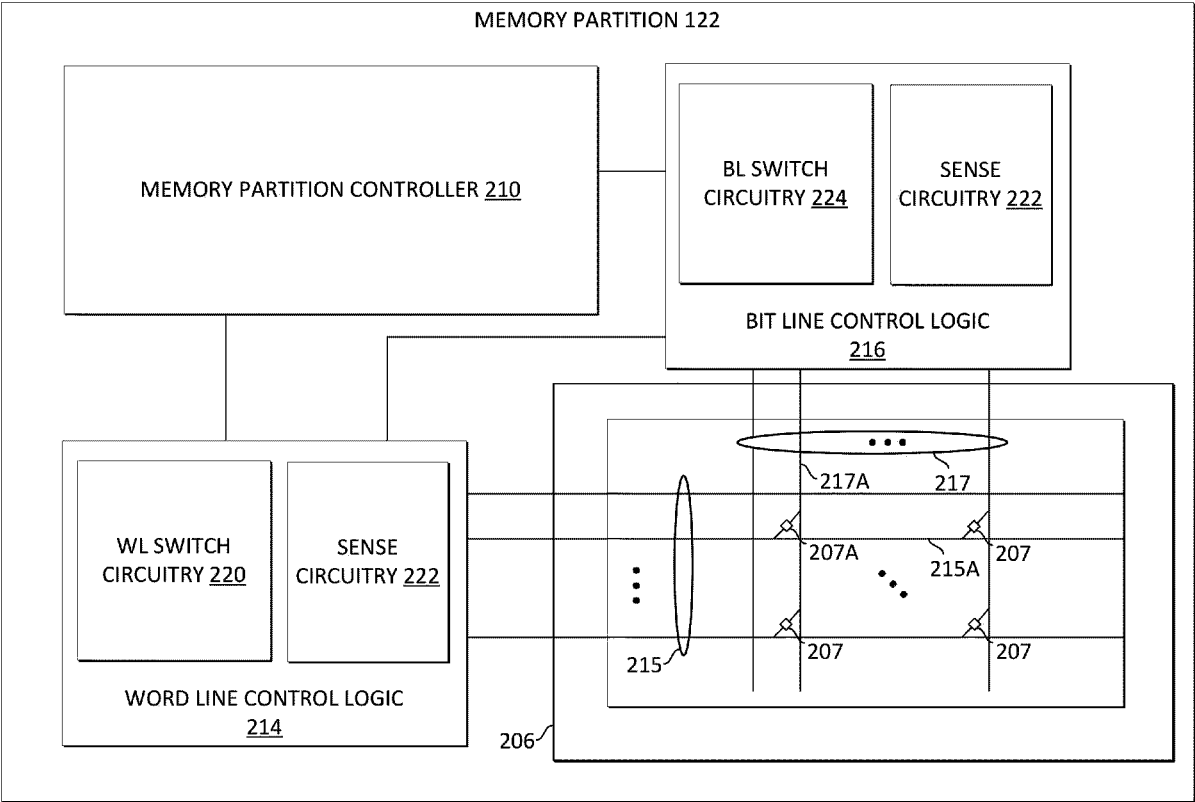 MEMORY PARTITION 122
MEMORY PARTITION CONTROLLER 210
BL SWITCH
CIRCUITRY 224
SENSE
CIRCUITRY 222
BIT LINE CONTROL LOGIC
216
WL SWITCH
CIRCUITRY 220
SENSE
CIRCUITRY 222
WORD LINE CONTROL LOGIC
214
217A
217
207A
215A
207
215
207
207
206